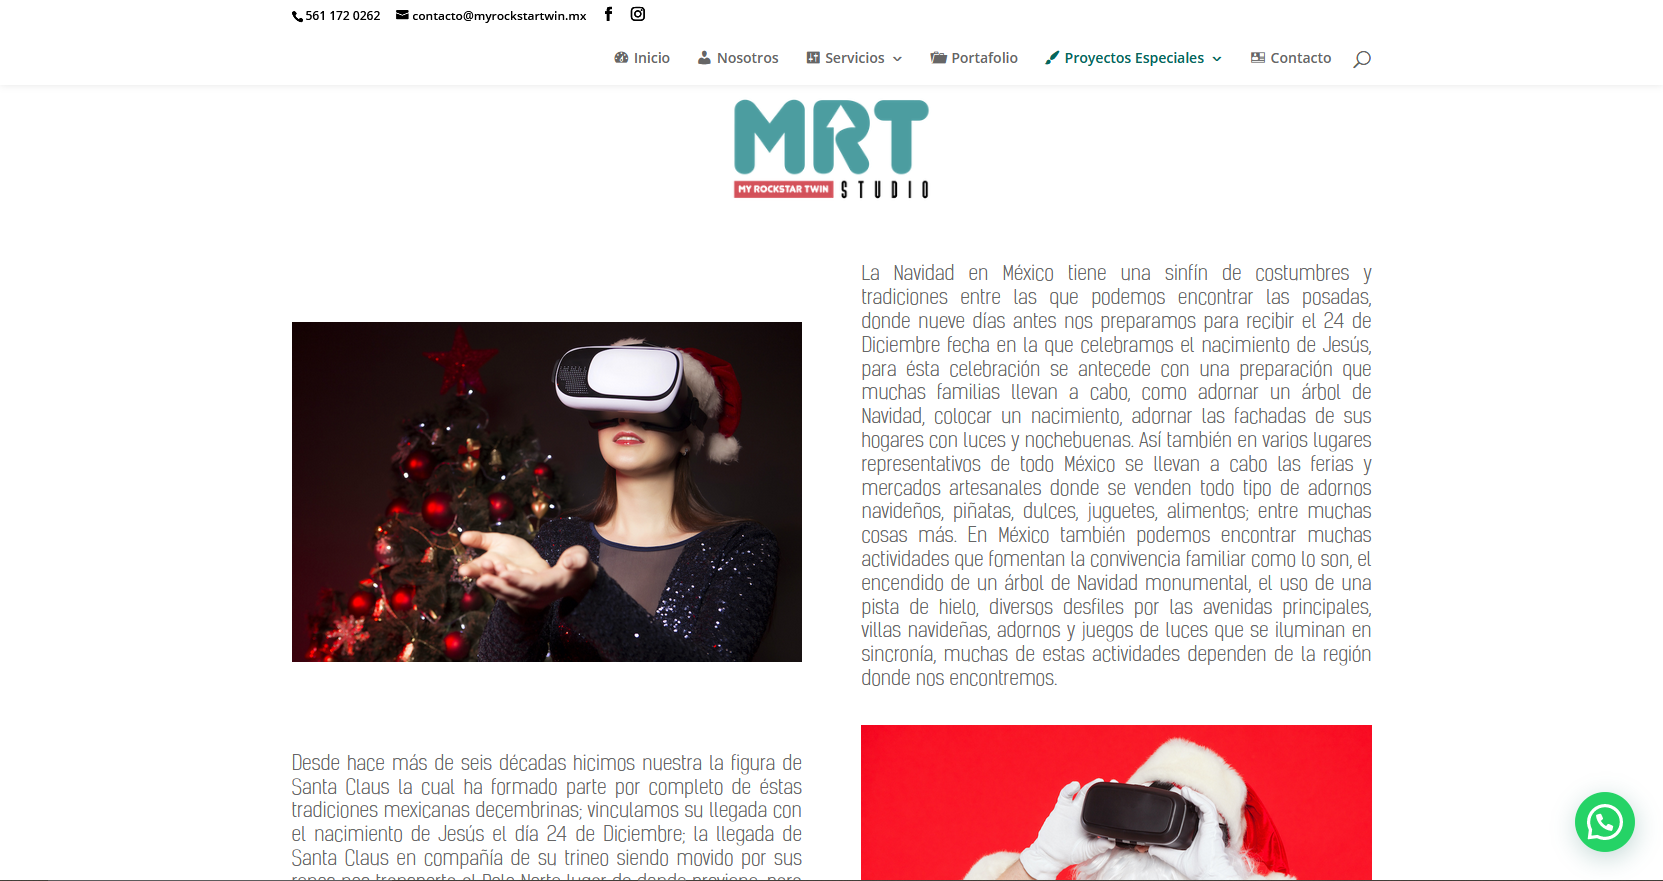 561 172 0262 contacto@myrockstartwin.mx
Inicio Nosotros Servicios Portafolio Proyectos Especiales Contacto
MRT
MY ROCKSTAR TWIN STUDIO
La Navidad en México tiene una sinfín de costumbres y
tradiciones entre las que podemos encontrar las posadas,
donde nueve días antes nos preparamos para recibir el 24 de
Diciembre fecha en la que celebramos el nacimiento de Jesús,
para ésta celebración se antecede con una preparación que
muchas familias llevan a cabo, como adornar un árbol de
Navidad, colocar un nacimiento, adornar las fachadas de sus
hogares con luces y nochebuenas. Así también en varios lugares
representativos de todo México se llevan a cabo las ferias y
mercados artesanales donde se venden todo tipo de adornos
navideños, piñatas, dulces, juguetes, alimentos; entre muchas
cosas más. En México también podemos encontrar muchas
actividades que fomentan la convivencia familiar como lo son, el
encendido de un árbol de Navidad monumental, el uso de una
pista de hielo, diversos desfiles por las avenidas principales,
villas navideñas, adornos y juegos de luces que se iluminan en
sincronía, muchas de estas actividades dependen de la región
donde nos encontremos.
Desde hace más de seis décadas hicimos nuestra la figura de
Santa Claus la cual ha formado parte por completo de éstas
tradiciones mexicanas decembrinas; vinculamos su llegada con
el nacimiento de Jesús el día 24 de Diciembre; la llegada de
Santa Claus en compañía de su trineo siendo movido por sus